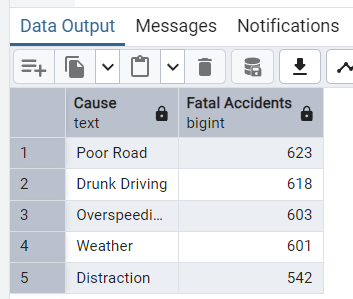 Data Output Messages Notifications
Cause Fatal Accidents
text bigint
1 Poor Road 623
2 Drunk Driving 618
3 Overspeedi... 603
4 Weather 601
5 Distraction 542